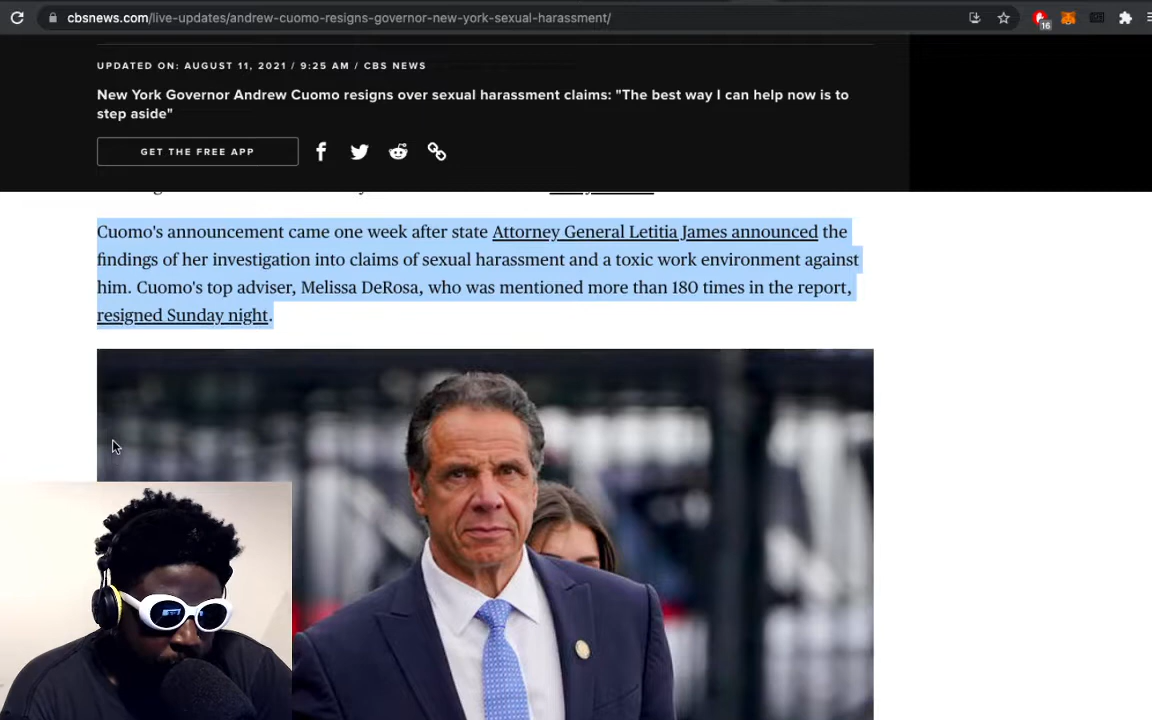 cbsnews.com/live-updates/andrew-cuomo-resigns-governor-new-york-sexual-harassment/
16
UPDATED ON: AUGUST 11, 2021 / 9:25 AM / CBS NEWS
New York Governor Andrew Cuomo resigns over sexual harassment claims: "The best way I can help now is to
step aside"
GET THE FREE APP
Cuomo's announcement came one week after state Attorney General Letitia James announced the
findings of her investigation into claims of sexual harassment and a toxic work environment against
him. Cuomo's top adviser, Melissa DeRosa, who was mentioned more than 180 times in the report,
resigned Sunday night.